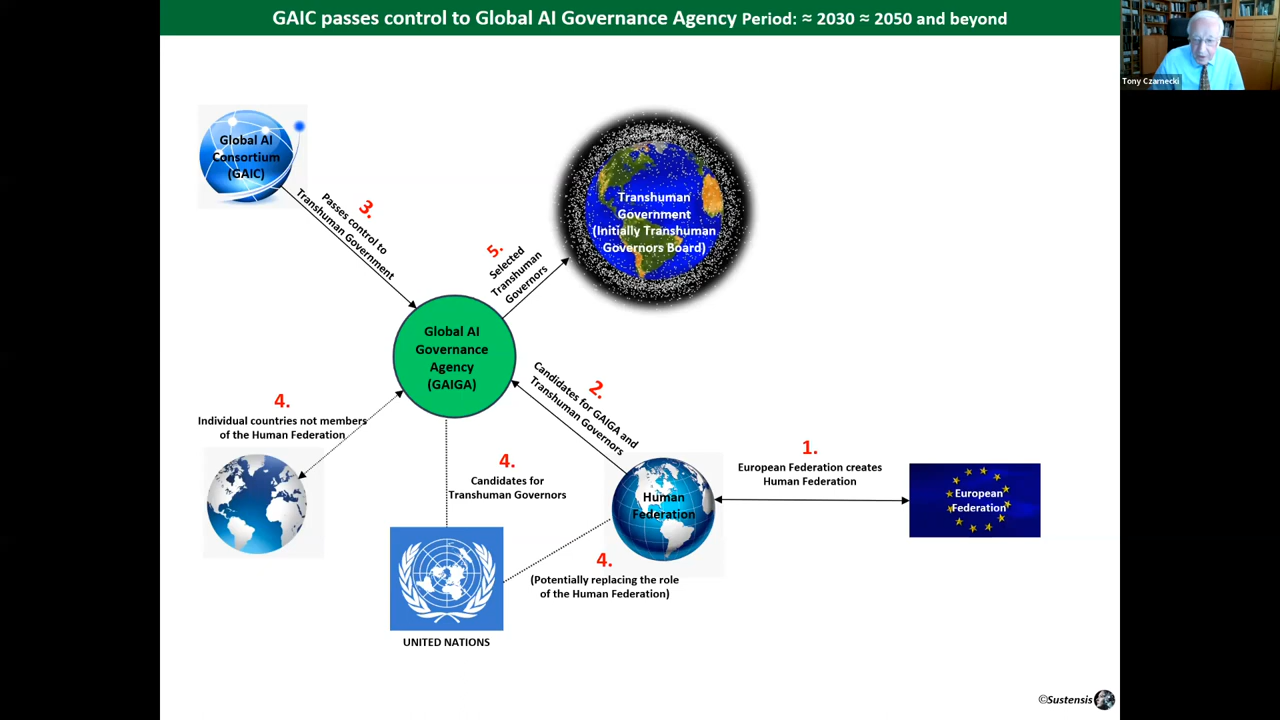 GAIC passes control to Global AI Governance Agency Period: ≈ 2030 ≈ 2050 and beyond
Tony Czarnecki
Global AI
Consortium
(GAIC)
3.
Passes control to
Transhuman Government
Transhuman
Government
(Initially Transhuman
Governors Board)
5.
Selected
Transhuman
Governors
Global AI
Governance
Agency
(GAIGA)
2.
Candidates for GAIGA and
Transhuman Governors
4.
Individual countries not members
of the Human Federation
4.
Candidates for
Transhuman Governors
1.
European Federation creates
Human Federation
Human
Federation
European
Federation
4.
(Potentially replacing the role
of the Human Federation)
UNITED NATIONS
©Sustensis